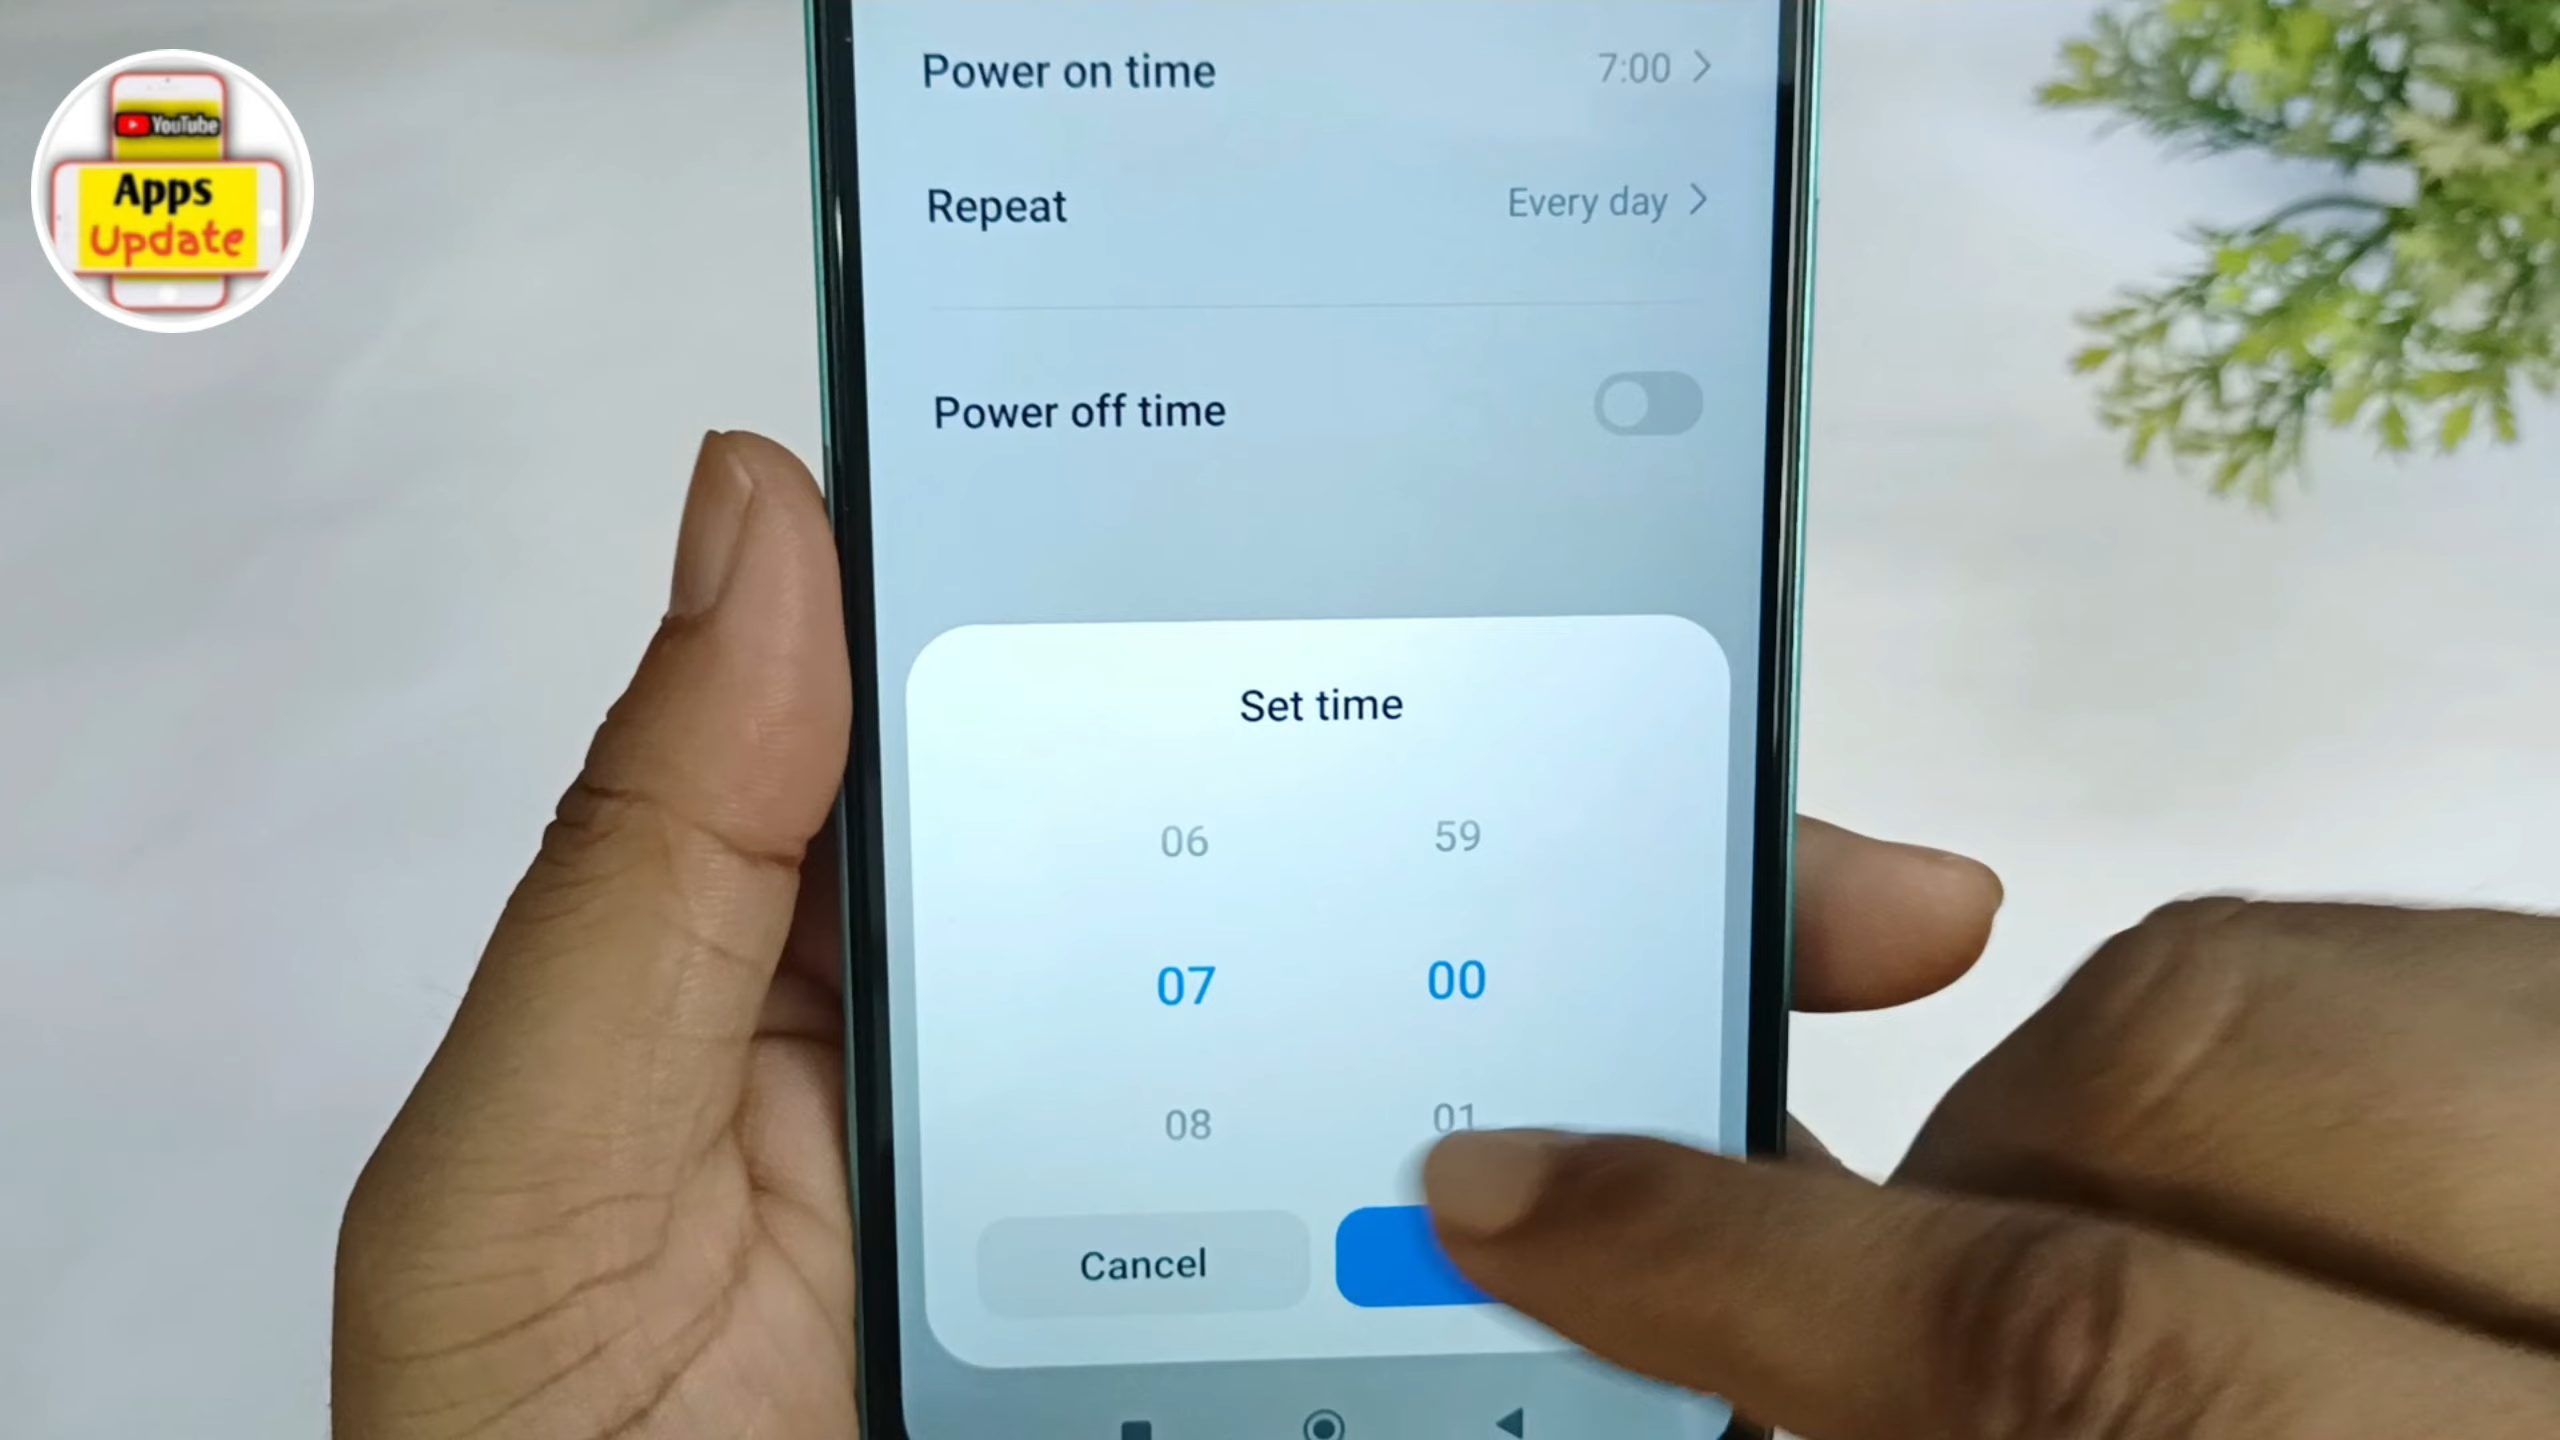 YouTube
Apps
Update
Power on time 7:00
Repeat Every day
Power off time
Set time
06 59
07 00
08 01
Cancel